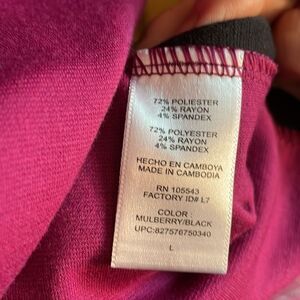 72% POLIESTER
24% RAYON
4% SPANDEX
72% POLYESTER
24% RAYON
4% SPANDEX
HECHO EN CAMBOYA
MADE IN CAMBODIA
RN 105543
FACTORY ID# L7
COLOR :
MULBERRY/BLACK
UPC:827576750340
L